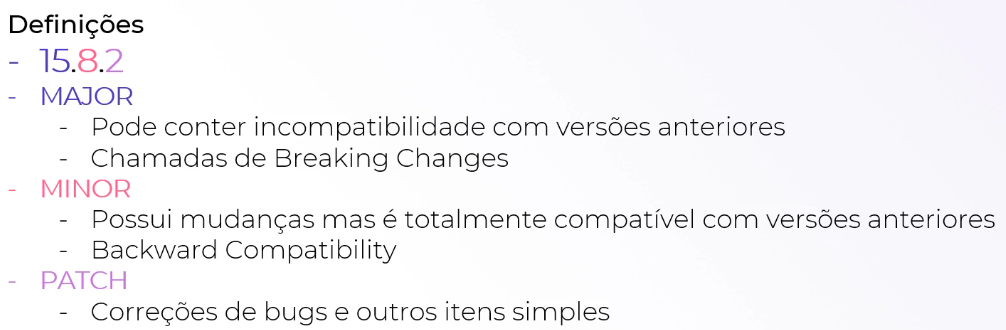 Definições
- 15.8.2
- MAJOR
- Pode conter incompatibilidade com versões anteriores
- Chamadas de Breaking Changes
- MINOR
- Possui mudanças mas é totalmente compatível com versões anteriores
- Backward Compatibility
- PATCH
- Correções de bugs e outros itens simples